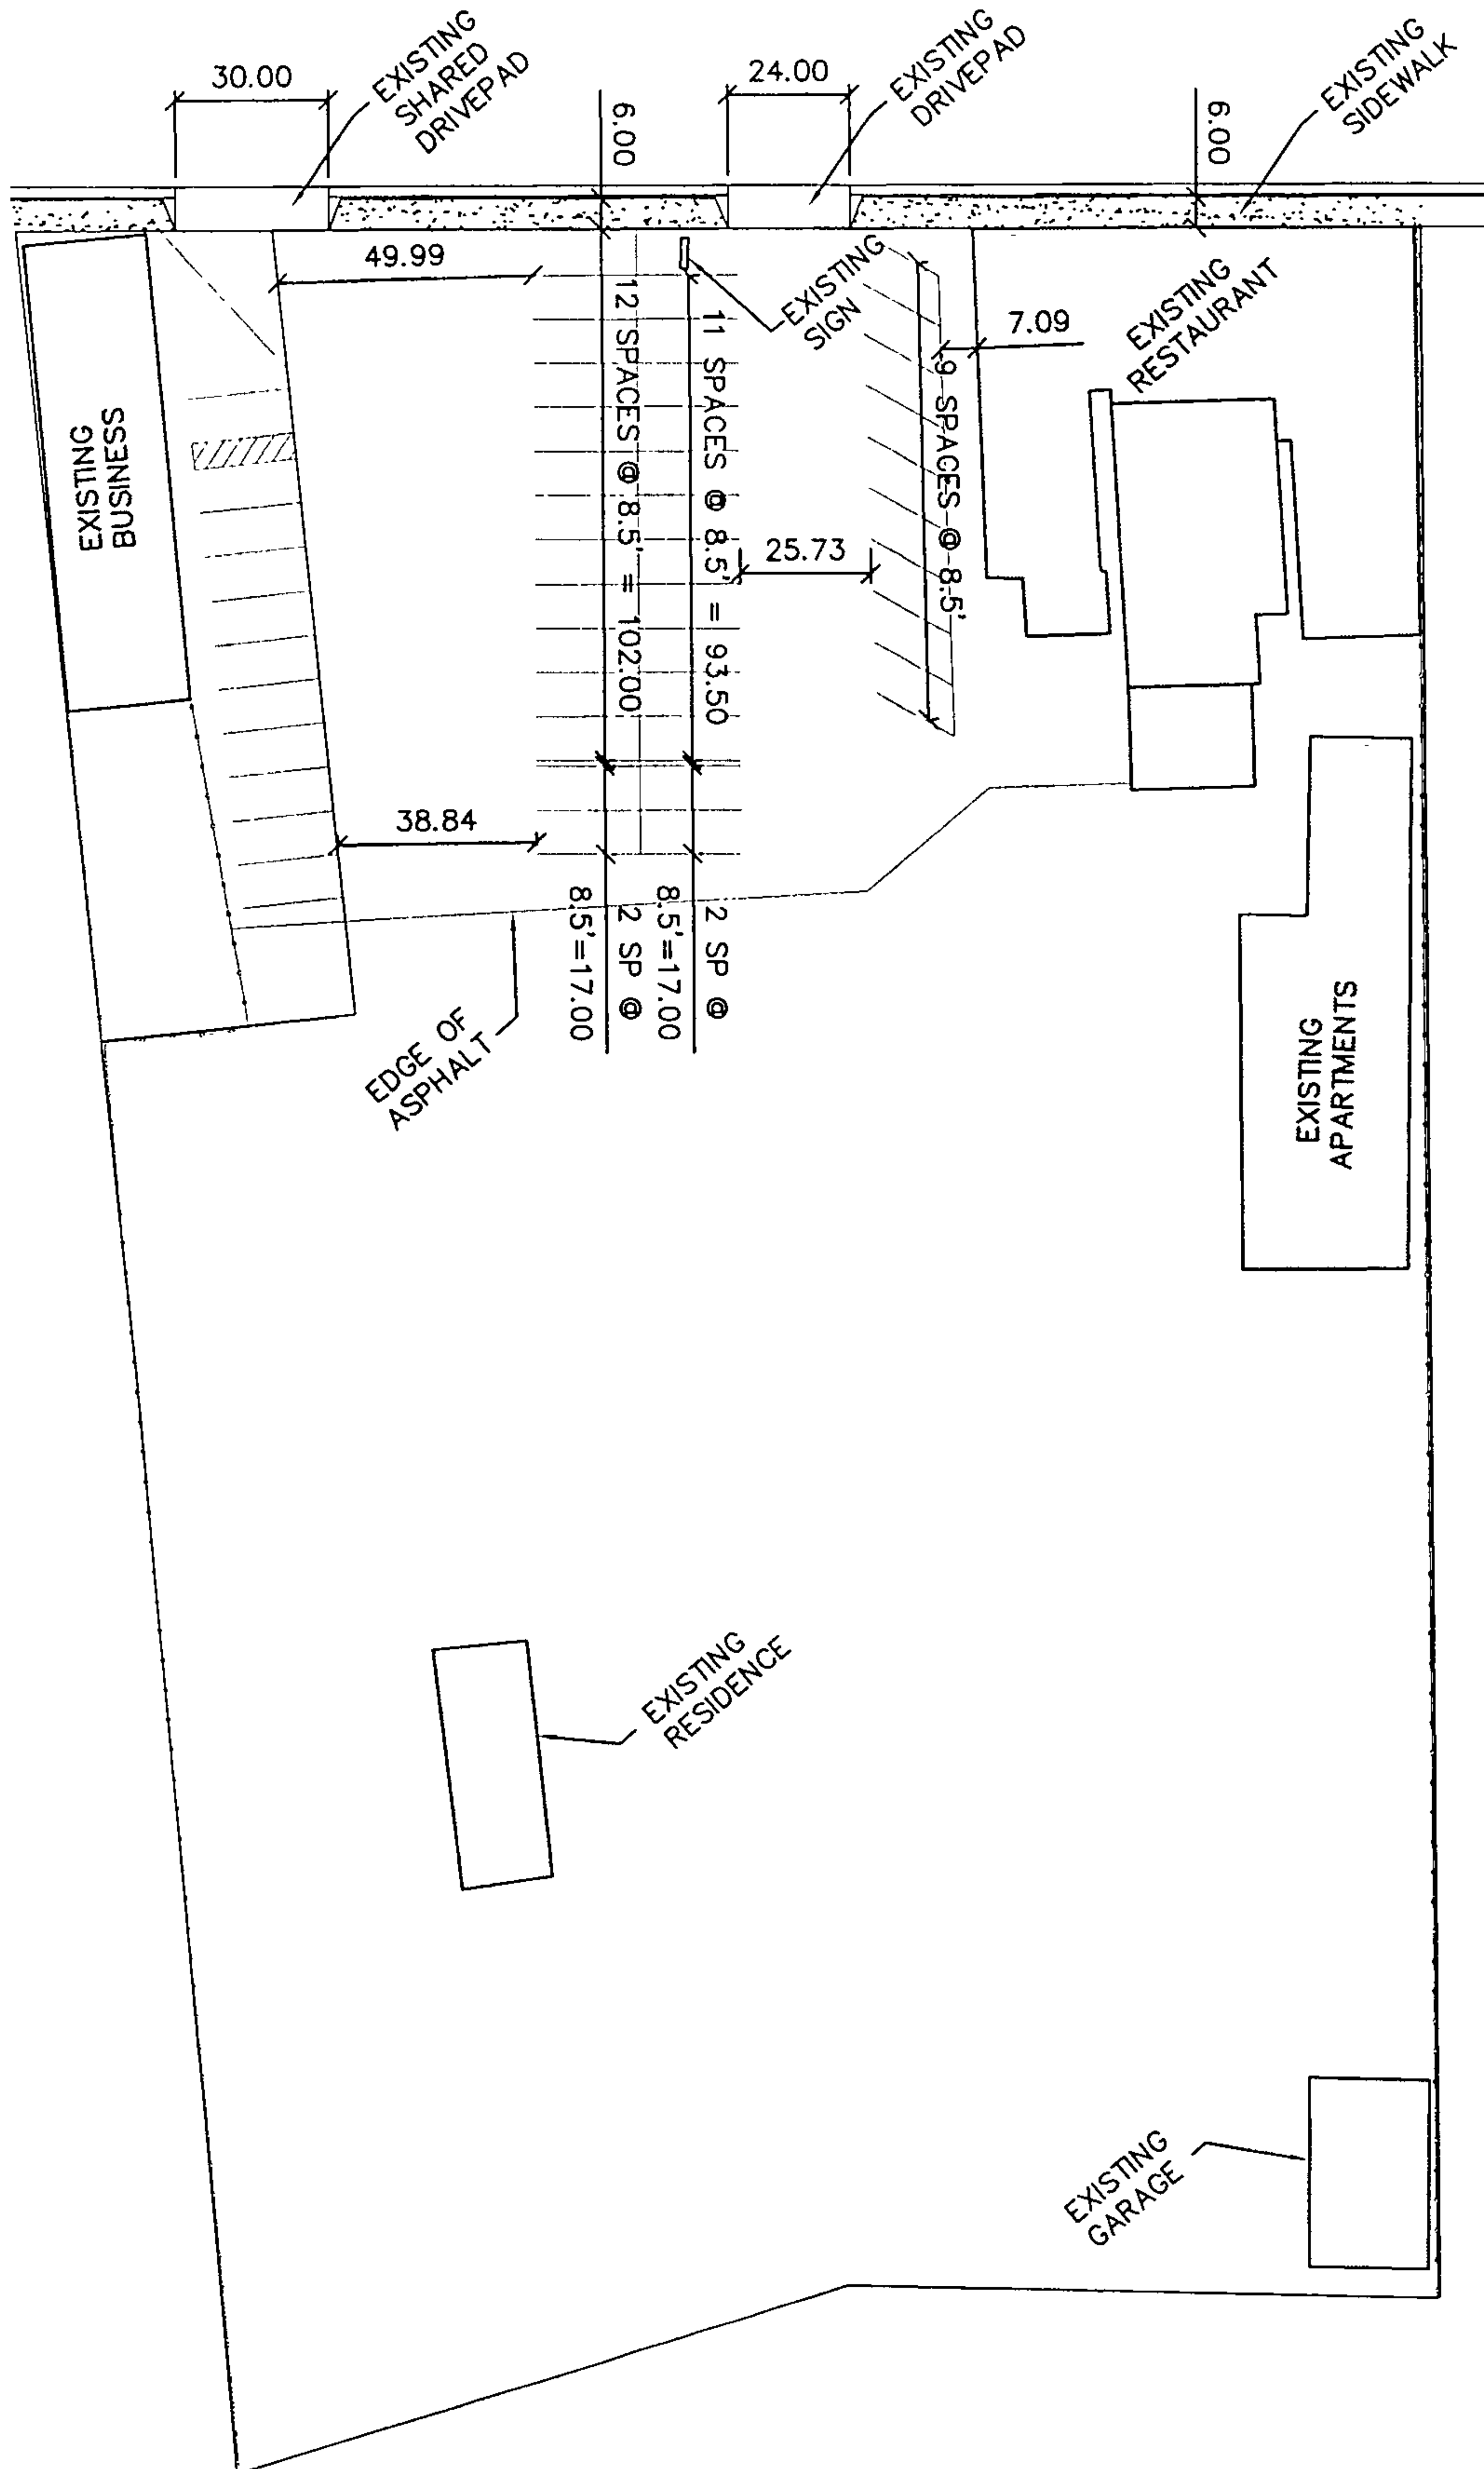 30.00
EXISTING
SHARED
DRIVEPAD
6.00
24.00
EXISTING
DRIVEPAD
6.00
EXISTING
SIDEWALK
49.99
12 SPACES @ 8.5' = 102.00
11 SPACES @ 8.5' = 93.50
EXISTING
SIGN
9 SPACES @ 8.5'
7.09
EXISTING
RESTAURANT
EXISTING
BUSINESS
25.73
38.84
2 SP @
8.5'=17.00
2 SP @
8.5'=17.00
EDGE OF
ASPHALT
EXISTING
APARTMENTS
EXISTING
RESIDENCE
EXISTING
GARAGE